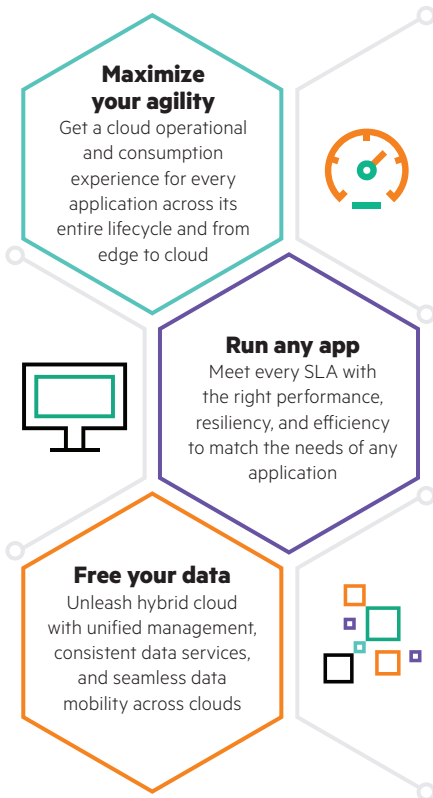 Maximize
your agility
Get a cloud operational
and consumption
experience for every
application across its
entire lifecycle and from
edge to cloud
Run any app
Meet every SLA with
the right performance,
resiliency, and efficiency
to match the needs of any
application
Free your data
Unleash hybrid cloud
with unified management,
consistent data services,
and seamless data
mobility across clouds